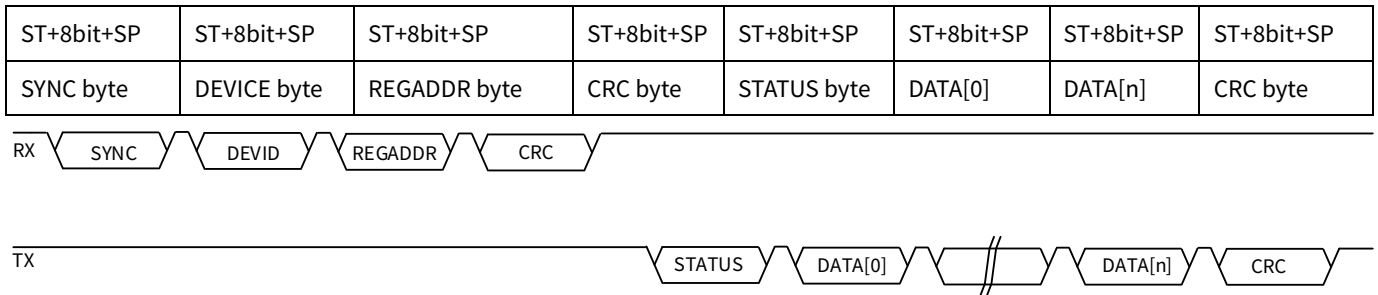 ST+8bit+SP ST+8bit+SP ST+8bit+SP ST+8bit+SP ST+8bit+SP ST+8bit+SP ST+8bit+SP ST+8bit+SP
SYNC byte DEVICE byte REGADDR byte CRC byte STATUS byte DATA[0] DATA[n] CRC byte
RX SYNC DEVID REGADDR CRC
TX STATUS DATA[0] DATA[n] CRC